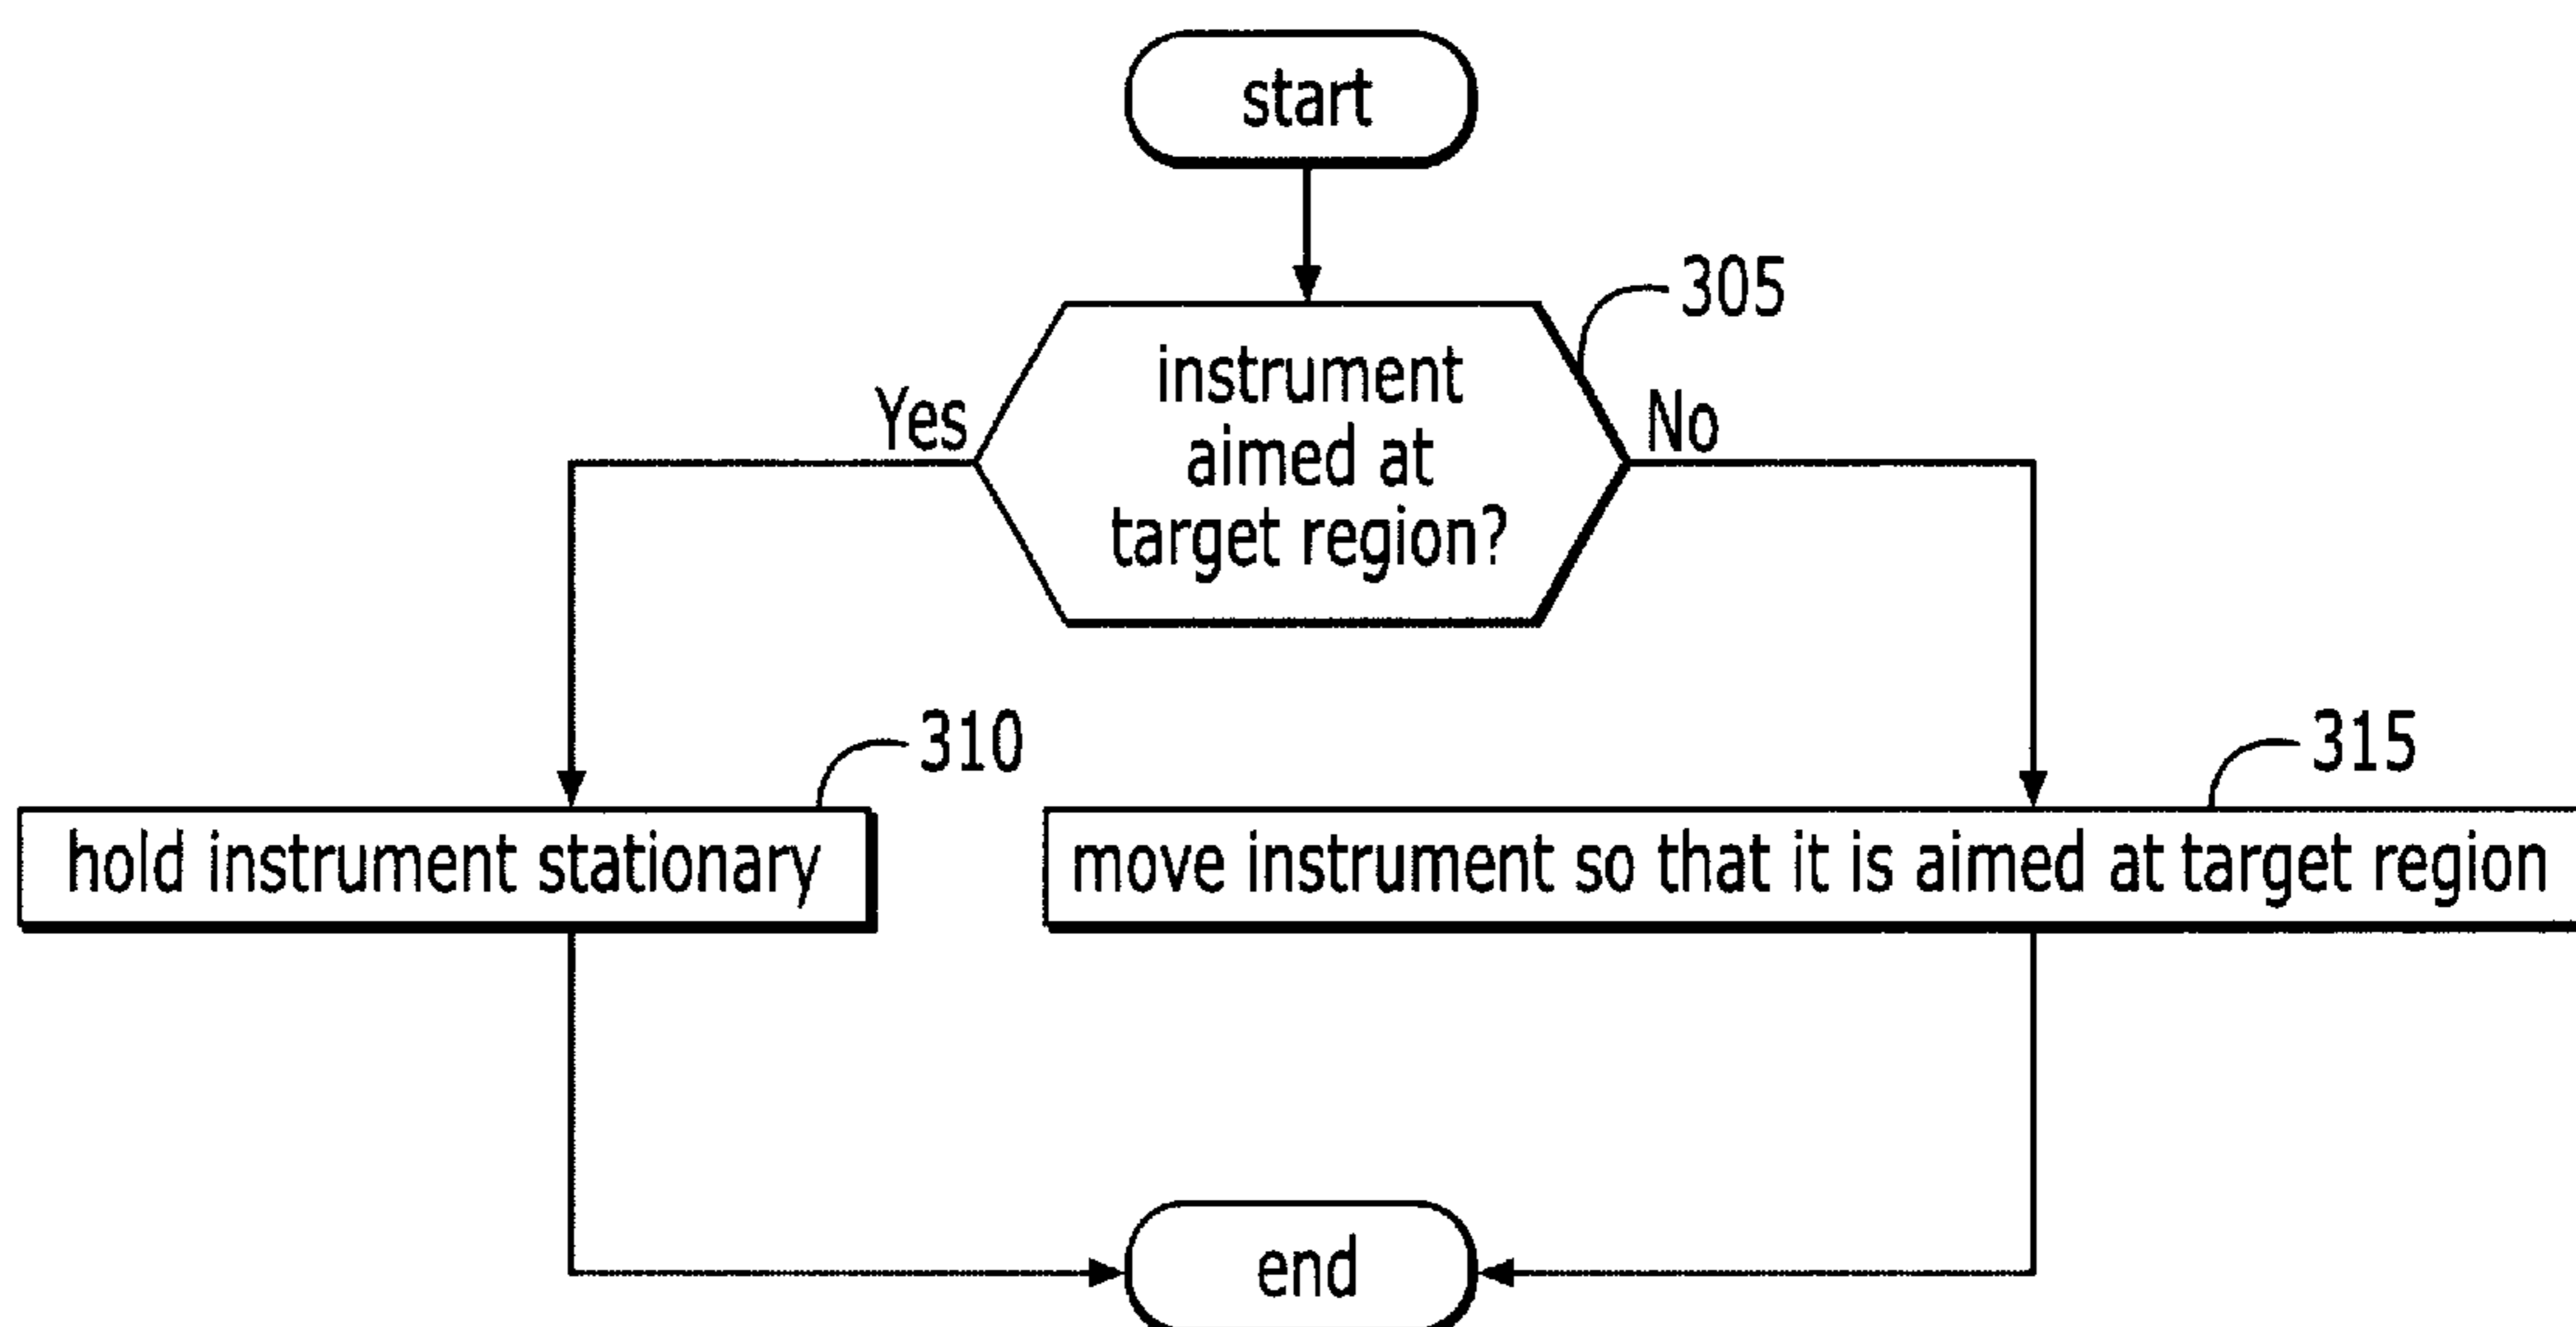 start
305
instrument
aimed at
target region?
Yes
No
310
315
hold instrument stationary
move instrument so that it is aimed at target region
end